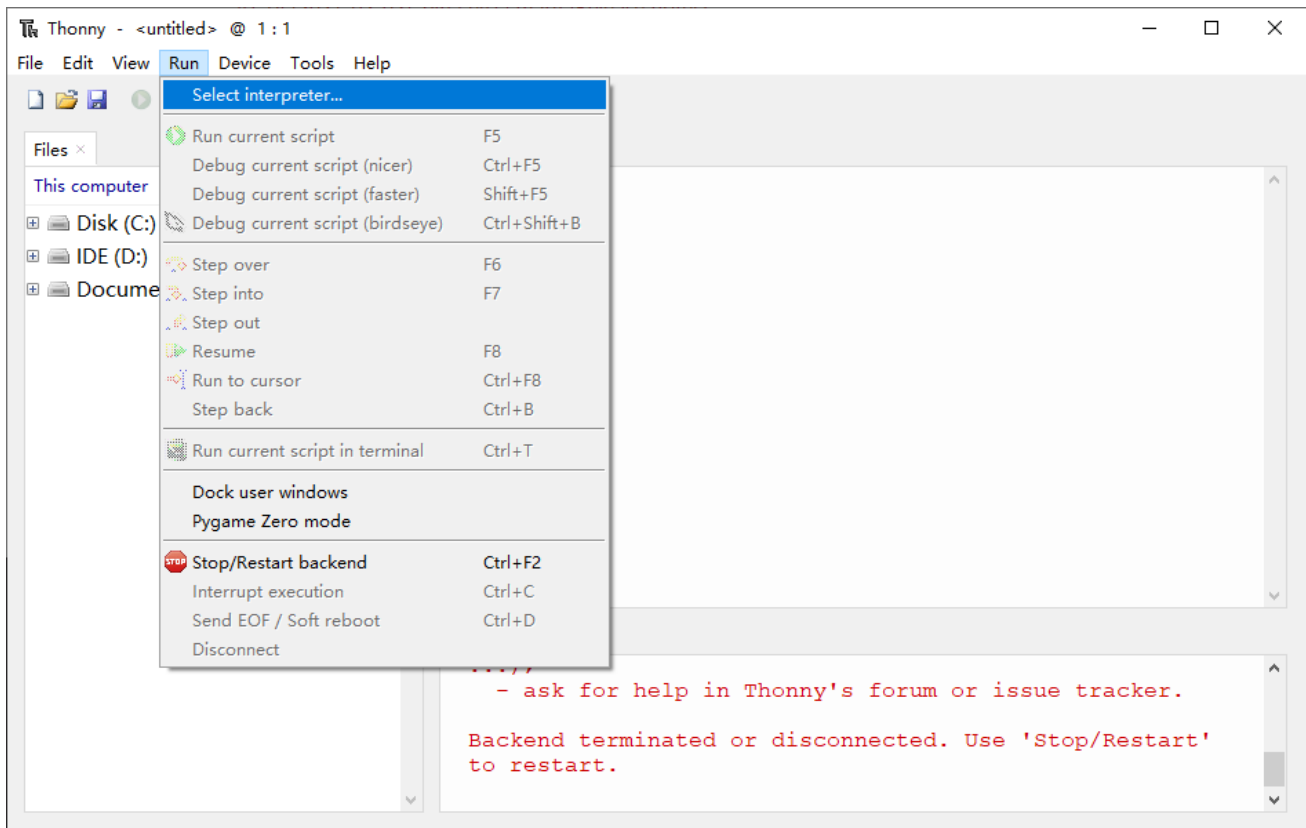 Thonny - <untitled> @ 1:1
File Edit View Run Device Tools Help
Select interpreter...
Files
Run current script F5
Debug current script (nicer) Ctrl+F5
This computer
Debug current script (faster) Shift+F5
Disk (C:)
Debug current script (birdseye) Ctrl+Shift+B
IDE (D:)
Step over F6
Docume
Step into F7
Step out
Resume F8
Run to cursor Ctrl+F8
Step back Ctrl+B
Run current script in terminal Ctrl+T
Dock user windows
Pygame Zero mode
STOP
Stop/Restart backend Ctrl+F2
Interrupt execution Ctrl+C
Send EOF / Soft reboot Ctrl+D
Disconnect
- ask for help in Thonny's forum or issue tracker.
Backend terminated or disconnected. Use 'Stop/Restart'
to restart.